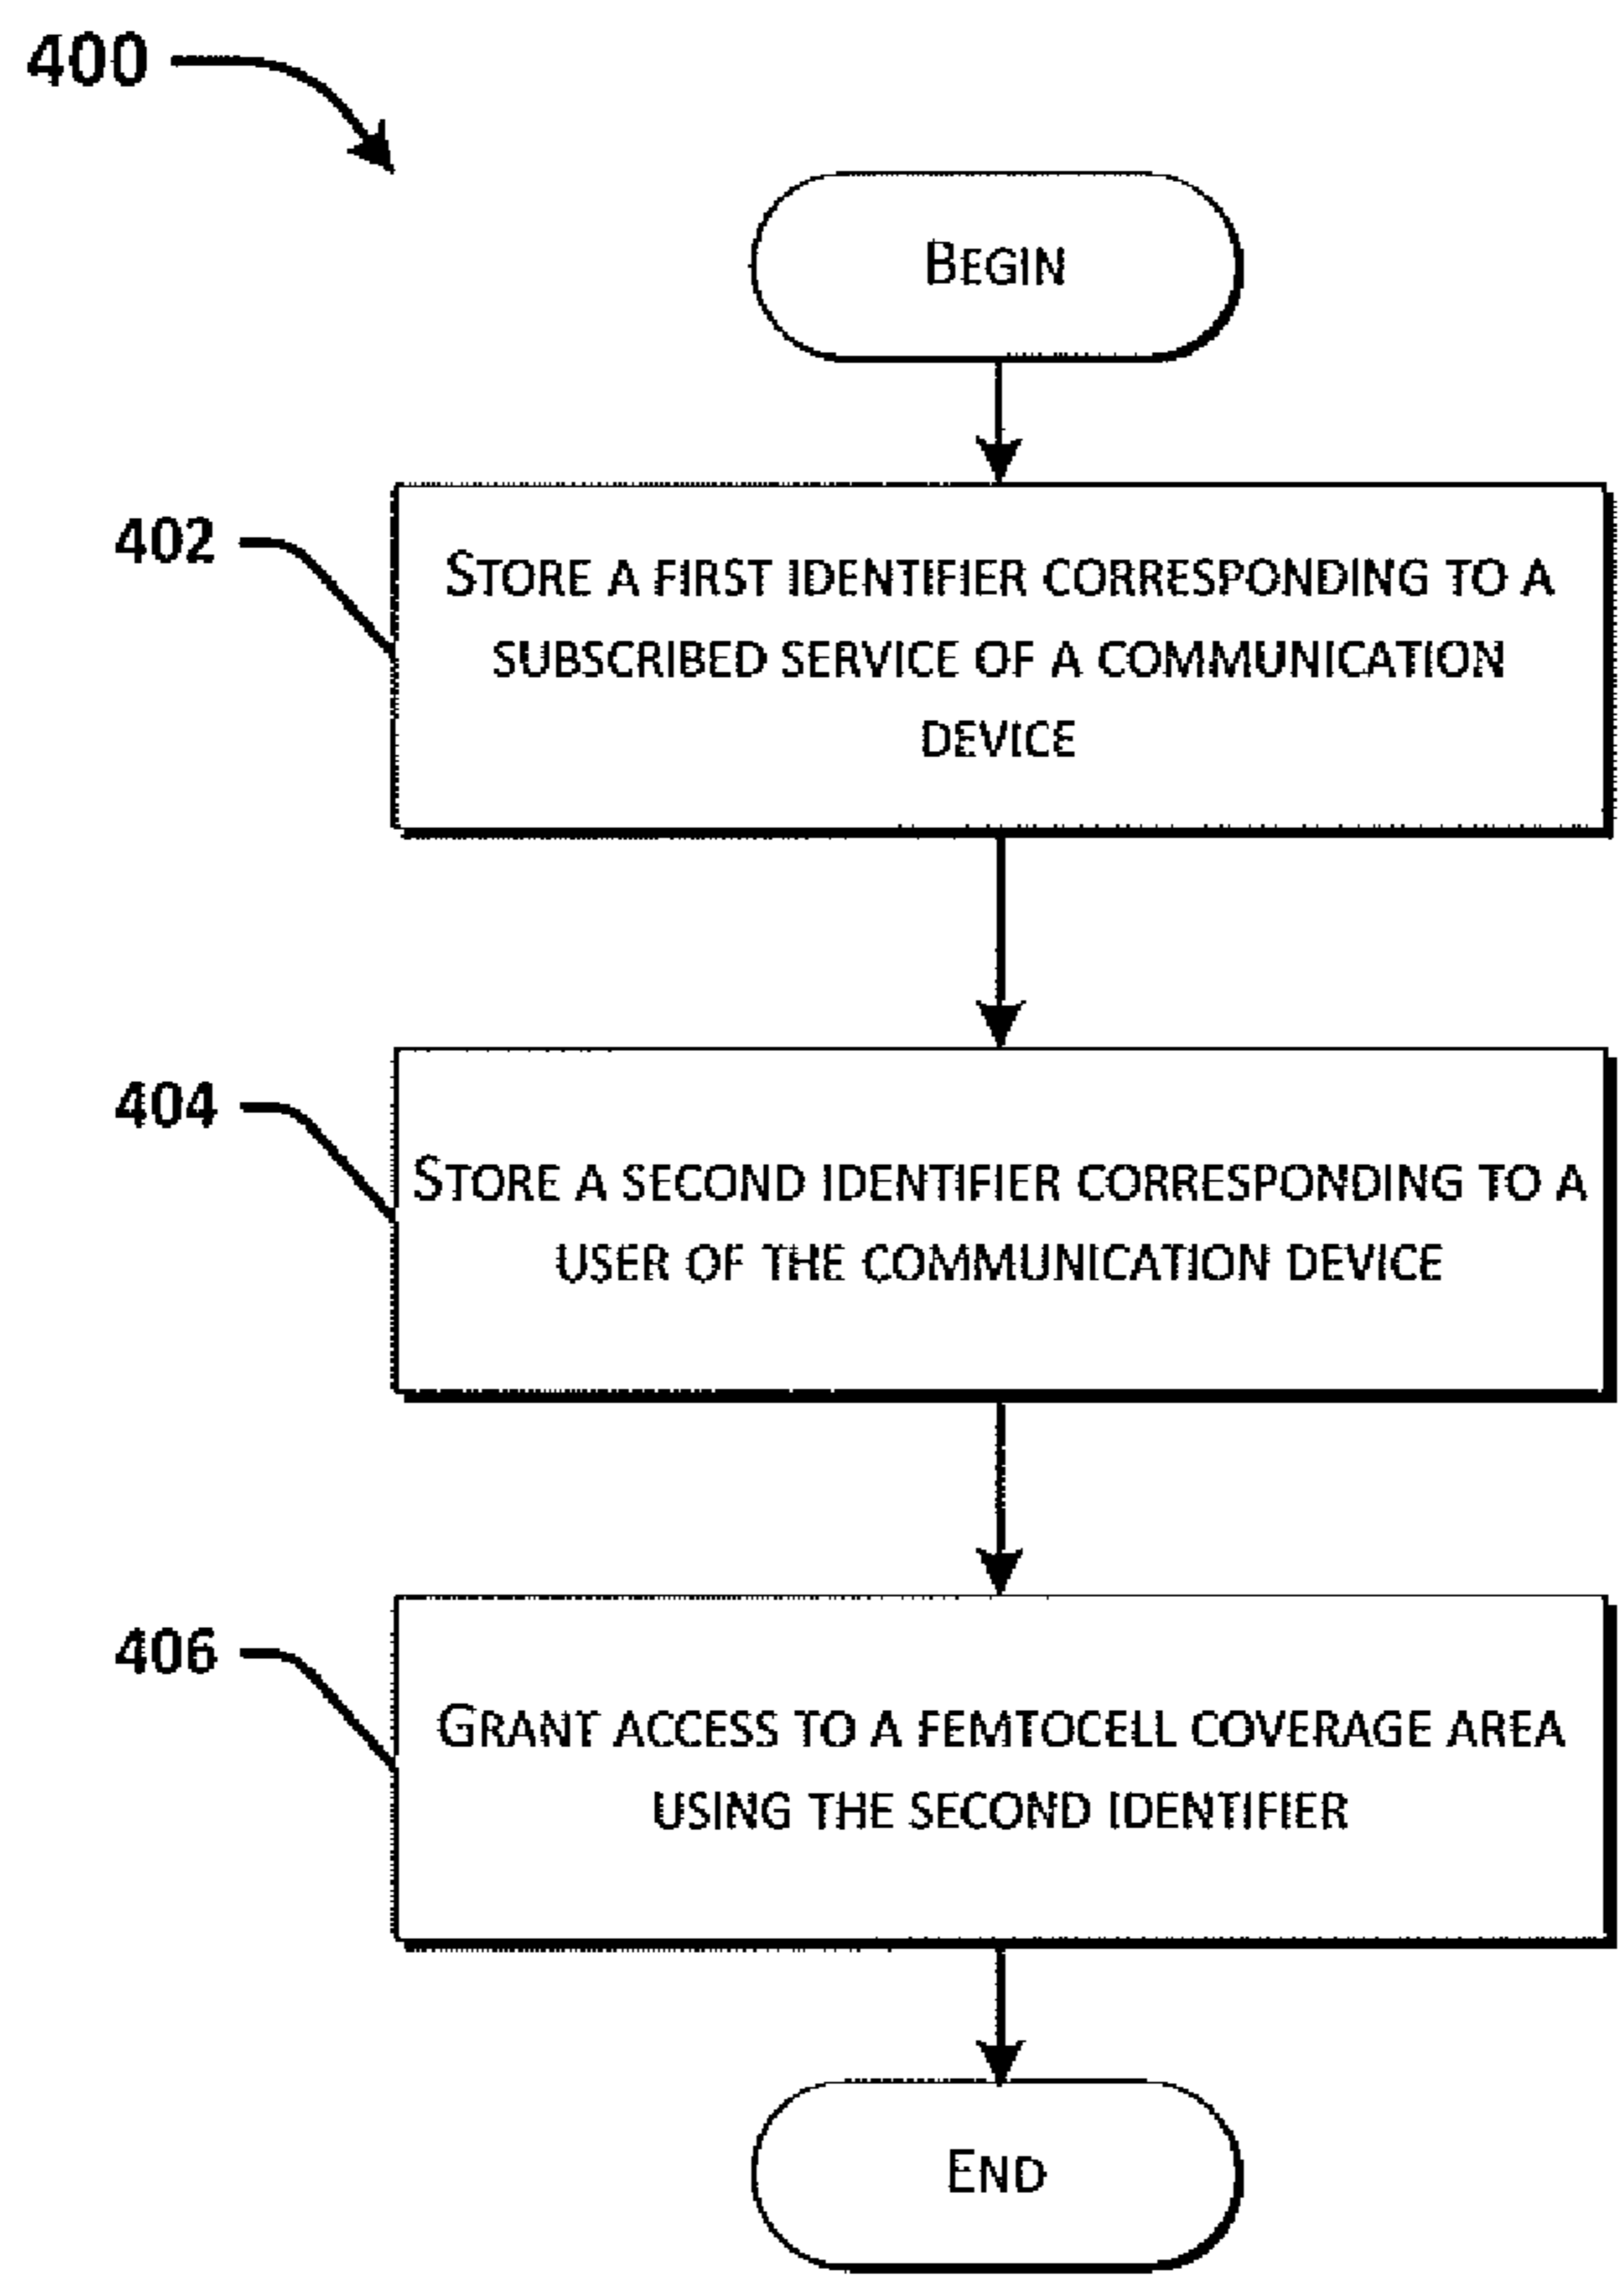 400
BEGIN
402
STORE A FIRST IDENTIFIER CORRESPONDING TO A
SUBSCRIBED SERVICE OF A COMMUNICATION
DEVICE
404
STORE A SECOND IDENTIFIER CORRESPONDING TO A
USER OF THE COMMUNICATION DEVICE
406
GRANT ACCESS TO A FEMTOCELL COVERAGE AREA
USING THE SECOND IDENTIFIER
END